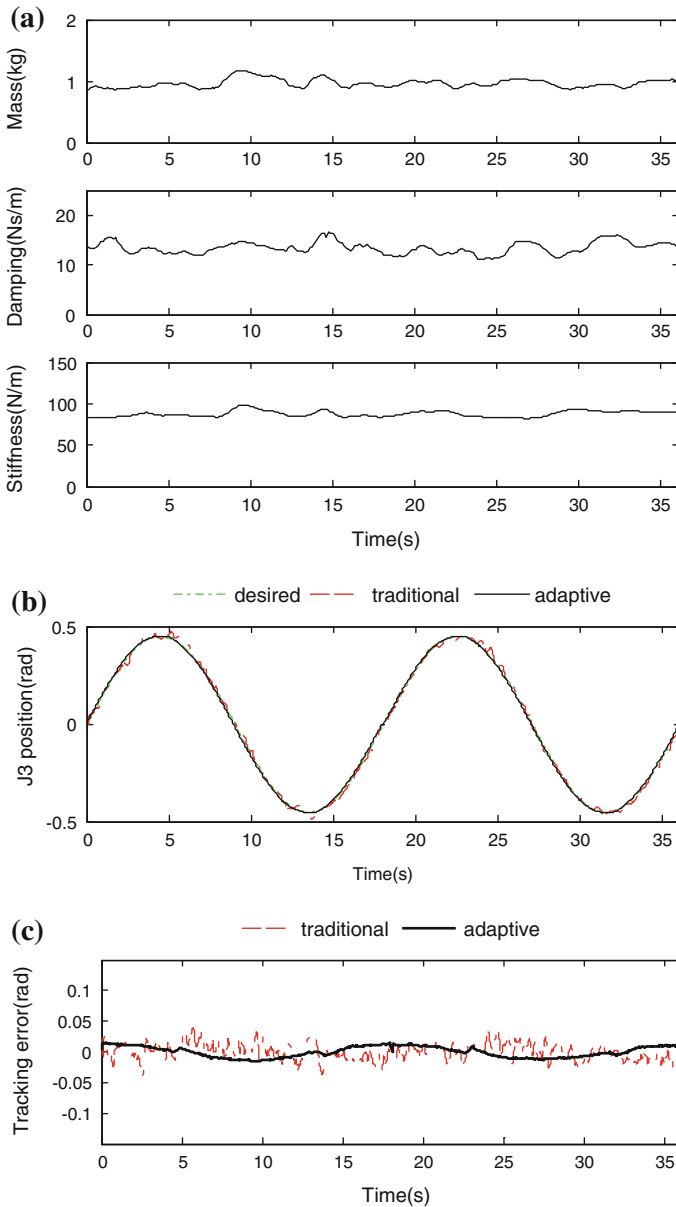 (a)
2
1
0
Mass(kg)
0 5 10 15 20 25 30 35
20
10
0
Damping(Ns/m)
0 5 10 15 20 25 30 35
150
100
50
0
Stiffness(N/m)
0 5 10 15 20 25 30 35
Time(s)
(b)
desired traditional adaptive
0.5
0
-0.5
J3 position(rad)
0 5 10 15 20 25 30 35
Time(s)
(c)
traditional adaptive
0.1
0.05
0
-0.05
-0.1
Tracking error(rad)
0 5 10 15 20 25 30 35
Time(s)